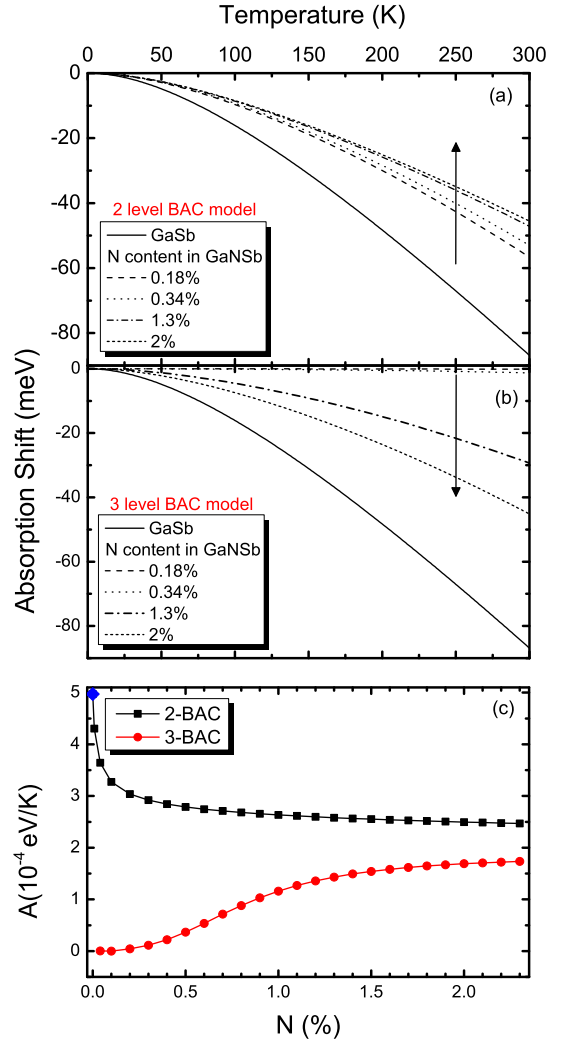 Temperature (K)
0 50 100 150 200 250 300
0
-20
-40
-60
-80
(a)
2 level BAC model
GaSb
N content in GaNSb
0.18%
0.34%
1.3%
2%
Absorption Shift (meV)
0
-20
-40
-60
-80
(b)
3 level BAC model
GaSb
N content in GaNSb
0.18%
0.34%
1.3%
2%
5
4
3
2
1
0
A(10⁻⁴ eV/K)
(c)
2-BAC
3-BAC
0.0 0.5 1.0 1.5 2.0
N (%)